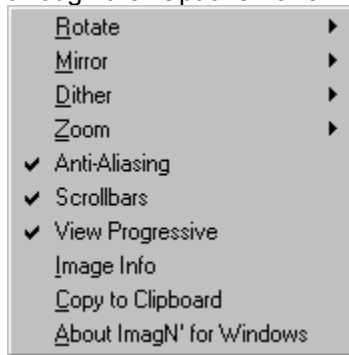 Rotate
Mirror
Dither
Zoom
Anti-Aliasing
Scrollbars
View Progressive
Image Info
Copy to Clipboard
About ImagN' for Windows